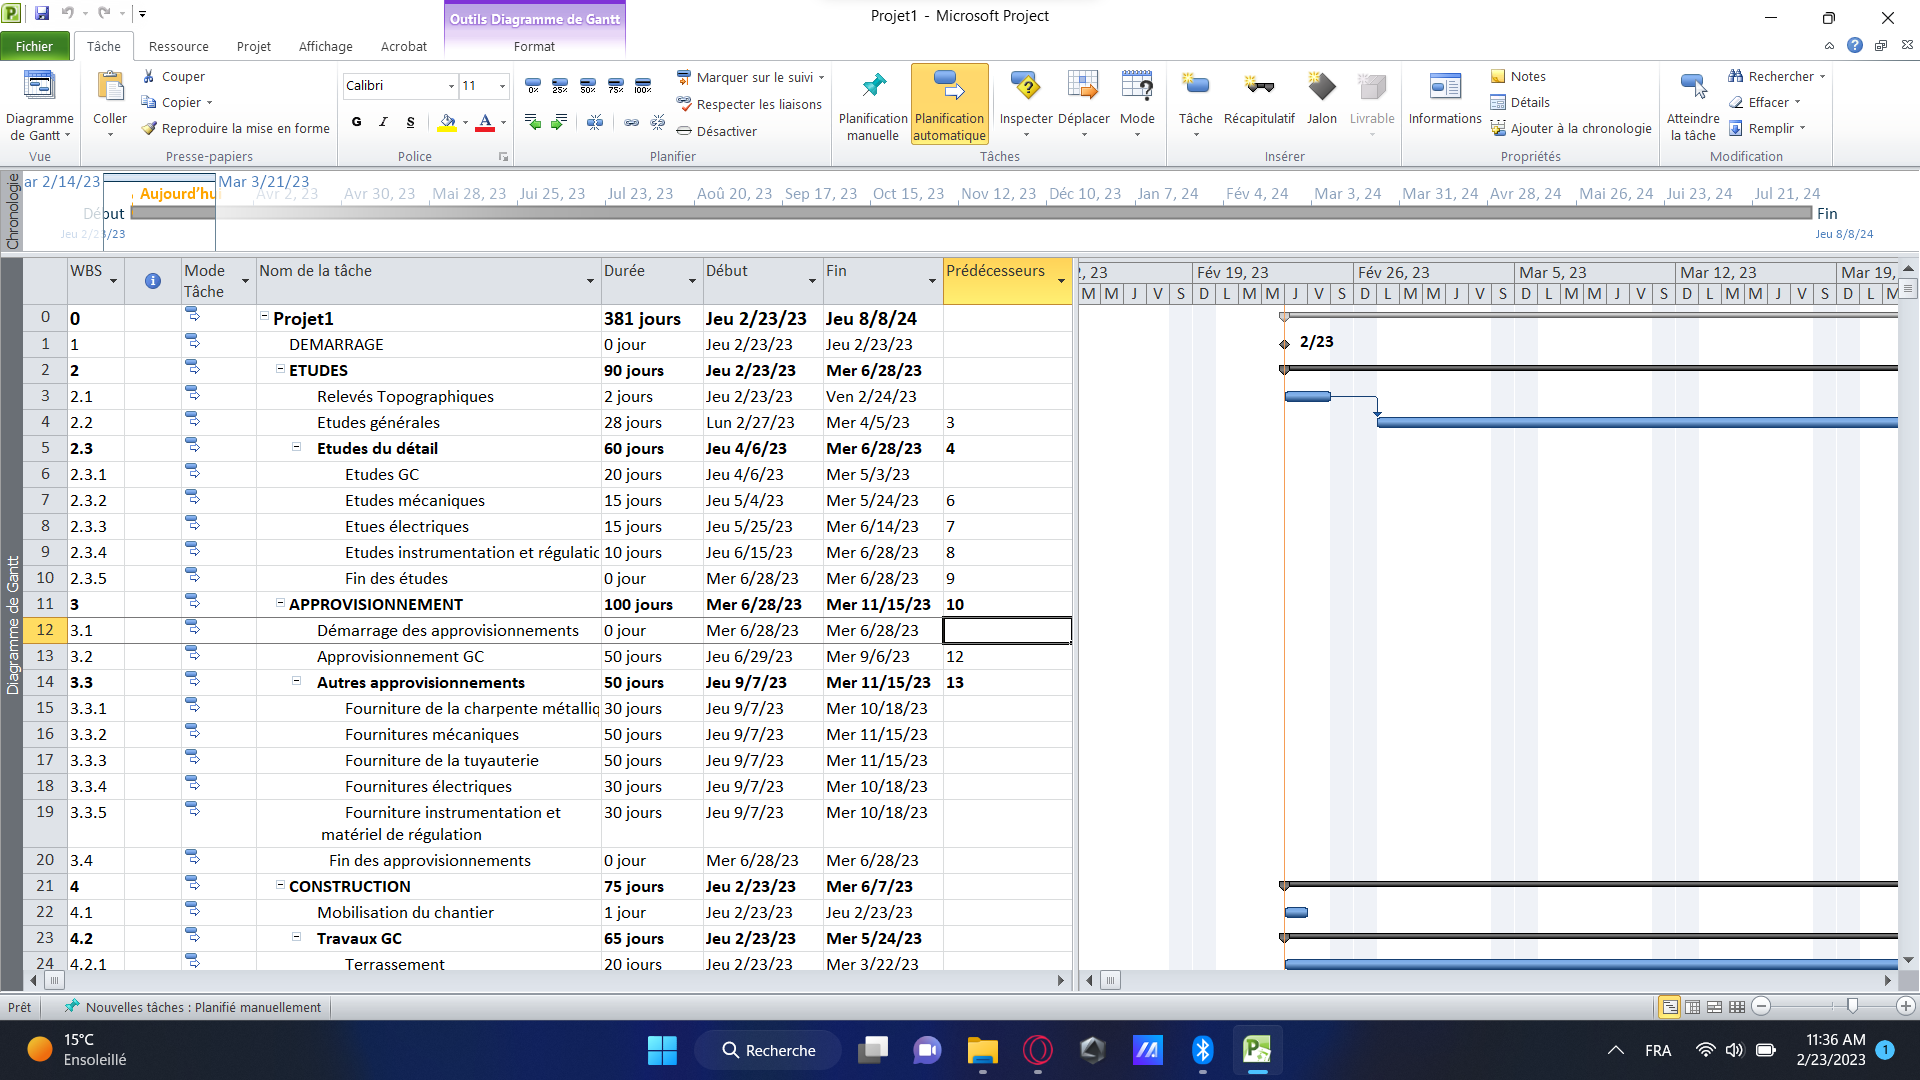 Projet1 - Microsoft Project
Outils Diagramme de Gantt
Fichier Tâche Ressource Projet Affichage Acrobat Format
Diagramme de Gantt
Vue
Coller
Couper
Copier
Reproduire la mise en forme
Presse-papiers
Calibri 11
G I S A
Police
0% 25% 50% 75% 100%
Marquer sur le suivi
Respecter les liaisons
Désactiver
Planifier
Planification manuelle
Planification automatique
Inspecter Déplacer Mode
Tâches
Tâche Récapitulatif Jalon Livrable
Insérer
Informations
Notes
Détails
Ajouter à la chronologie
Propriétés
Atteindre la tâche
Rechercher
Effacer
Remplir
Modification
Chronologie
ar 2/14/23 Mar 3/21/23
Aujourd'hu Avr 2, 23 Avr 30, 23 Mai 28, 23 Jui 25, 23 Jul 23, 23 Aoû 20, 23 Sep 17, 23 Oct 15, 23 Nov 12, 23 Déc 10, 23 Jan 7, 24 Fév 4, 24 Mar 3, 24 Mar 31, 24 Avr 28, 24 Mai 26, 24 Jui 23, 24 Jul 21, 24
Début Fin
Jeu 2/23/23 Jeu 8/8/24
Diagramme de Gantt
WBS Mode Tâche Nom de la tâche Durée Début Fin Prédécesseurs
2, 23 Fév 19, 23 Fév 26, 23 Mar 5, 23 Mar 12, 23 Mar 19,
M M J V S D L M M J V S D L M M J V S D L M M J V S D L M M J V S D L M
0 0 Projet1 381 jours Jeu 2/23/23 Jeu 8/8/24
1 1 DEMARRAGE 0 jour Jeu 2/23/23 Jeu 2/23/23 2/23
2 2 ETUDES 90 jours Jeu 2/23/23 Mer 6/28/23
3 2.1 Relevés Topographiques 2 jours Jeu 2/23/23 Ven 2/24/23
4 2.2 Etudes générales 28 jours Lun 2/27/23 Mer 4/5/23 3
5 2.3 Etudes du détail 60 jours Jeu 4/6/23 Mer 6/28/23 4
6 2.3.1 Etudes GC 20 jours Jeu 4/6/23 Mer 5/3/23
7 2.3.2 Etudes mécaniques 15 jours Jeu 5/4/23 Mer 5/24/23 6
8 2.3.3 Etues électriques 15 jours Jeu 5/25/23 Mer 6/14/23 7
9 2.3.4 Etudes instrumentation et régulatic 10 jours Jeu 6/15/23 Mer 6/28/23 8
10 2.3.5 Fin des études 0 jour Mer 6/28/23 Mer 6/28/23 9
11 3 APPROVISIONNEMENT 100 jours Mer 6/28/23 Mer 11/15/23 10
12 3.1 Démarrage des approvisionnements 0 jour Mer 6/28/23 Mer 6/28/23
13 3.2 Approvisionnement GC 50 jours Jeu 6/29/23 Mer 9/6/23 12
14 3.3 Autres approvisionnements 50 jours Jeu 9/7/23 Mer 11/15/23 13
15 3.3.1 Fourniture de la charpente métalliq 30 jours Jeu 9/7/23 Mer 10/18/23
16 3.3.2 Fournitures mécaniques 50 jours Jeu 9/7/23 Mer 11/15/23
17 3.3.3 Fourniture de la tuyauterie 50 jours Jeu 9/7/23 Mer 11/15/23
18 3.3.4 Fournitures électriques 30 jours Jeu 9/7/23 Mer 10/18/23
19 3.3.5 Fourniture instrumentation et 30 jours Jeu 9/7/23 Mer 10/18/23
matériel de régulation
20 3.4 Fin des approvisionnements 0 jour Mer 6/28/23 Mer 6/28/23
21 4 CONSTRUCTION 75 jours Jeu 2/23/23 Mer 6/7/23
22 4.1 Mobilisation du chantier 1 jour Jeu 2/23/23 Jeu 2/23/23
23 4.2 Travaux GC 65 jours Jeu 2/23/23 Mer 5/24/23
24 4.2.1 Terrassement 20 jours Jeu 2/23/23 Mer 3/22/23
Prêt Nouvelles tâches : Planifié manuellement
15°C
Ensoleillé
Recherche
FRA
11:36 AM
2/23/2023
1